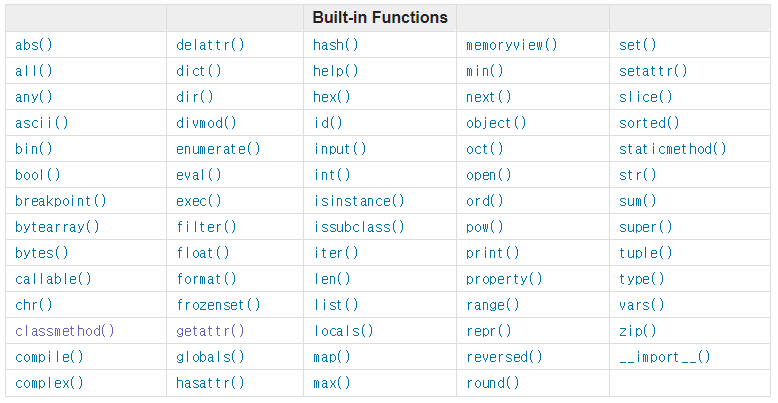 Built-in Functions
abs() delattr() hash() memoryview() set()
all() dict() help() min() setattr()
any() dir() hex() next() slice()
ascii() divmod() id() object() sorted()
bin() enumerate() input() oct() staticmethod()
bool() eval() int() open() str()
breakpoint() exec() isinstance() ord() sum()
bytearray() filter() issubclass() pow() super()
bytes() float() iter() print() tuple()
callable() format() len() property() type()
chr() frozenset() list() range() vars()
classmethod() getattr() locals() repr() zip()
compile() globals() map() reversed() __import__()
complex() hasattr() max() round()